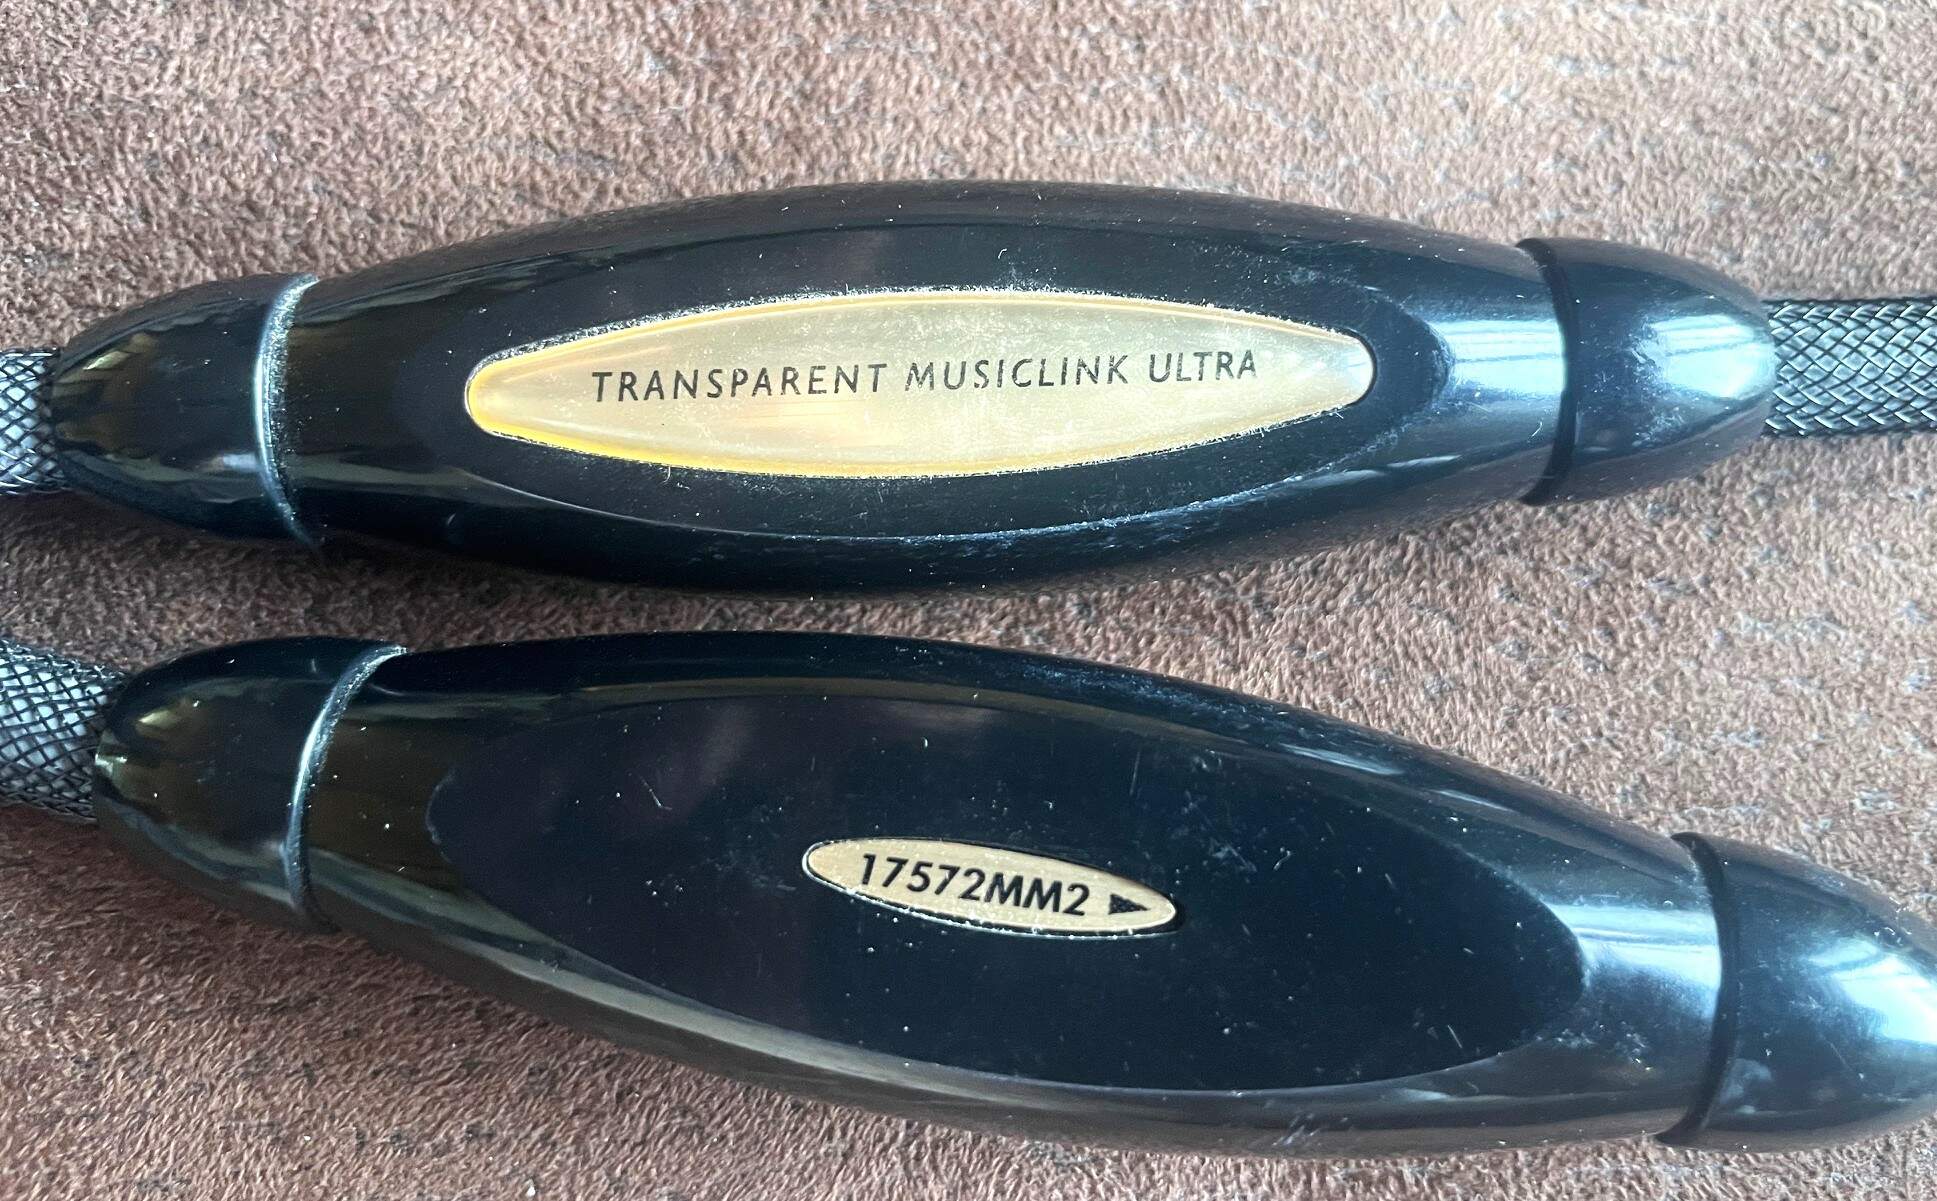 TRANSPARENT MUSICLINK ULTRA
17572MM2